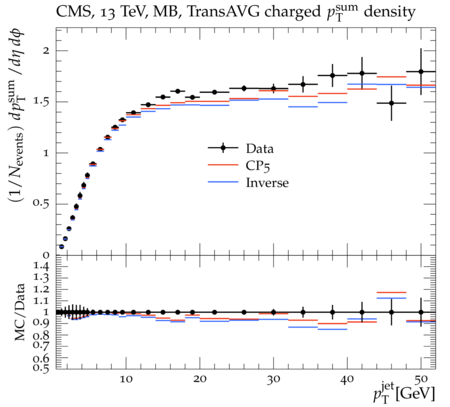 CMS, 13 TeV, MB, TransAVG charged p_T^sum density
(1/N_events) dp_T^sum/dη dφ
2
1.5
1
0.5
0
Data
CP5
Inverse
MC/Data
1.4
1.3
1.2
1.1
1
0.9
0.8
0.7
0.6
0.5
10 20 30 40 50
p_T^jet [GeV]